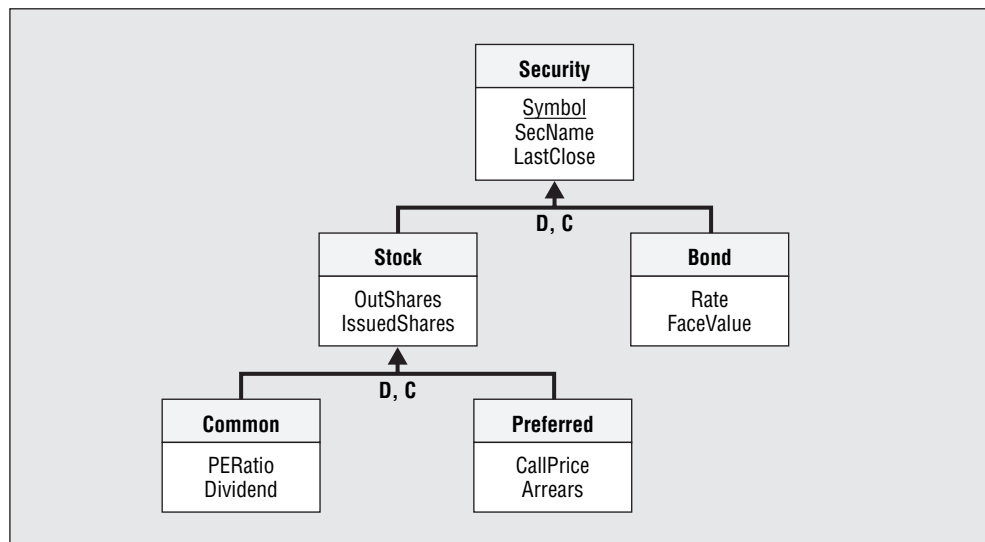 Security
Symbol
SecName
LastClose
D, C
Stock
OutShares
IssuedShares
Bond
Rate
FaceValue
D, C
Common
PERatio
Dividend
Preferred
CallPrice
Arrears